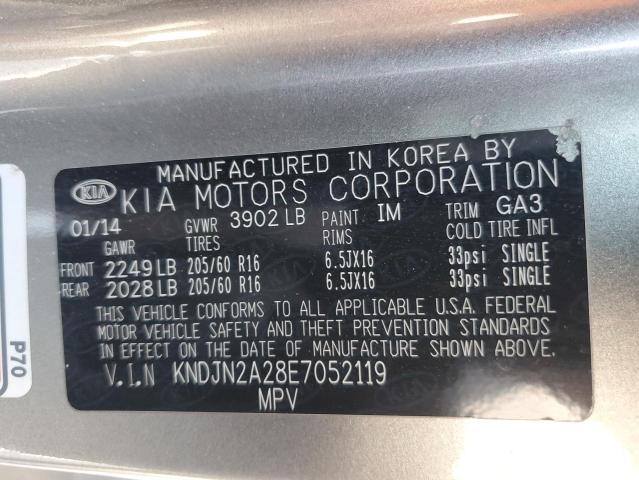 MANUFACTURED IN KOREA BY
KIA KIA MOTORS CORPORATION
01/14 GVWR 3902 LB PAINT IM TRIM GA3
GAWR TIRES RIMS COLD TIRE INFL
FRONT 2249 LB 205/60 R16 6.5JX16 33psi SINGLE
REAR 2028 LB 205/60 R16 6.5JX16 33psi SINGLE
THIS VEHICLE CONFORMS TO ALL APPLICABLE U.S.A. FEDERAL
MOTOR VEHICLE SAFETY AND THEFT PREVENTION STANDARDS
IN EFFECT ON THE DATE OF MANUFACTURE SHOWN ABOVE.
V.I.N KNDJN2A28E7052119
MPV
P70